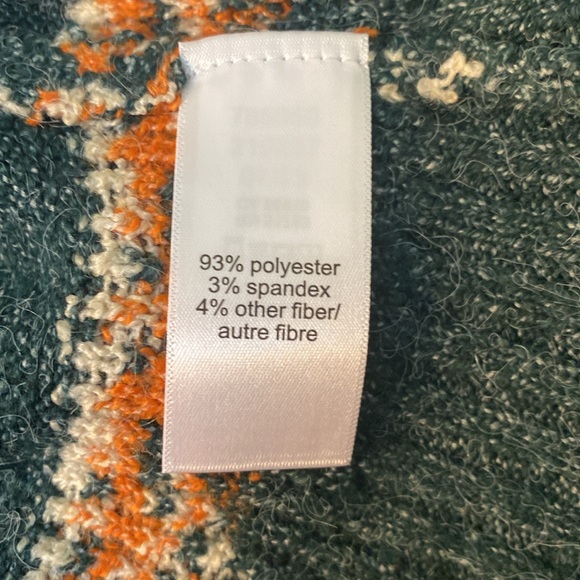 93% polyester
3% spandex
4% other fiber/
autre fibre